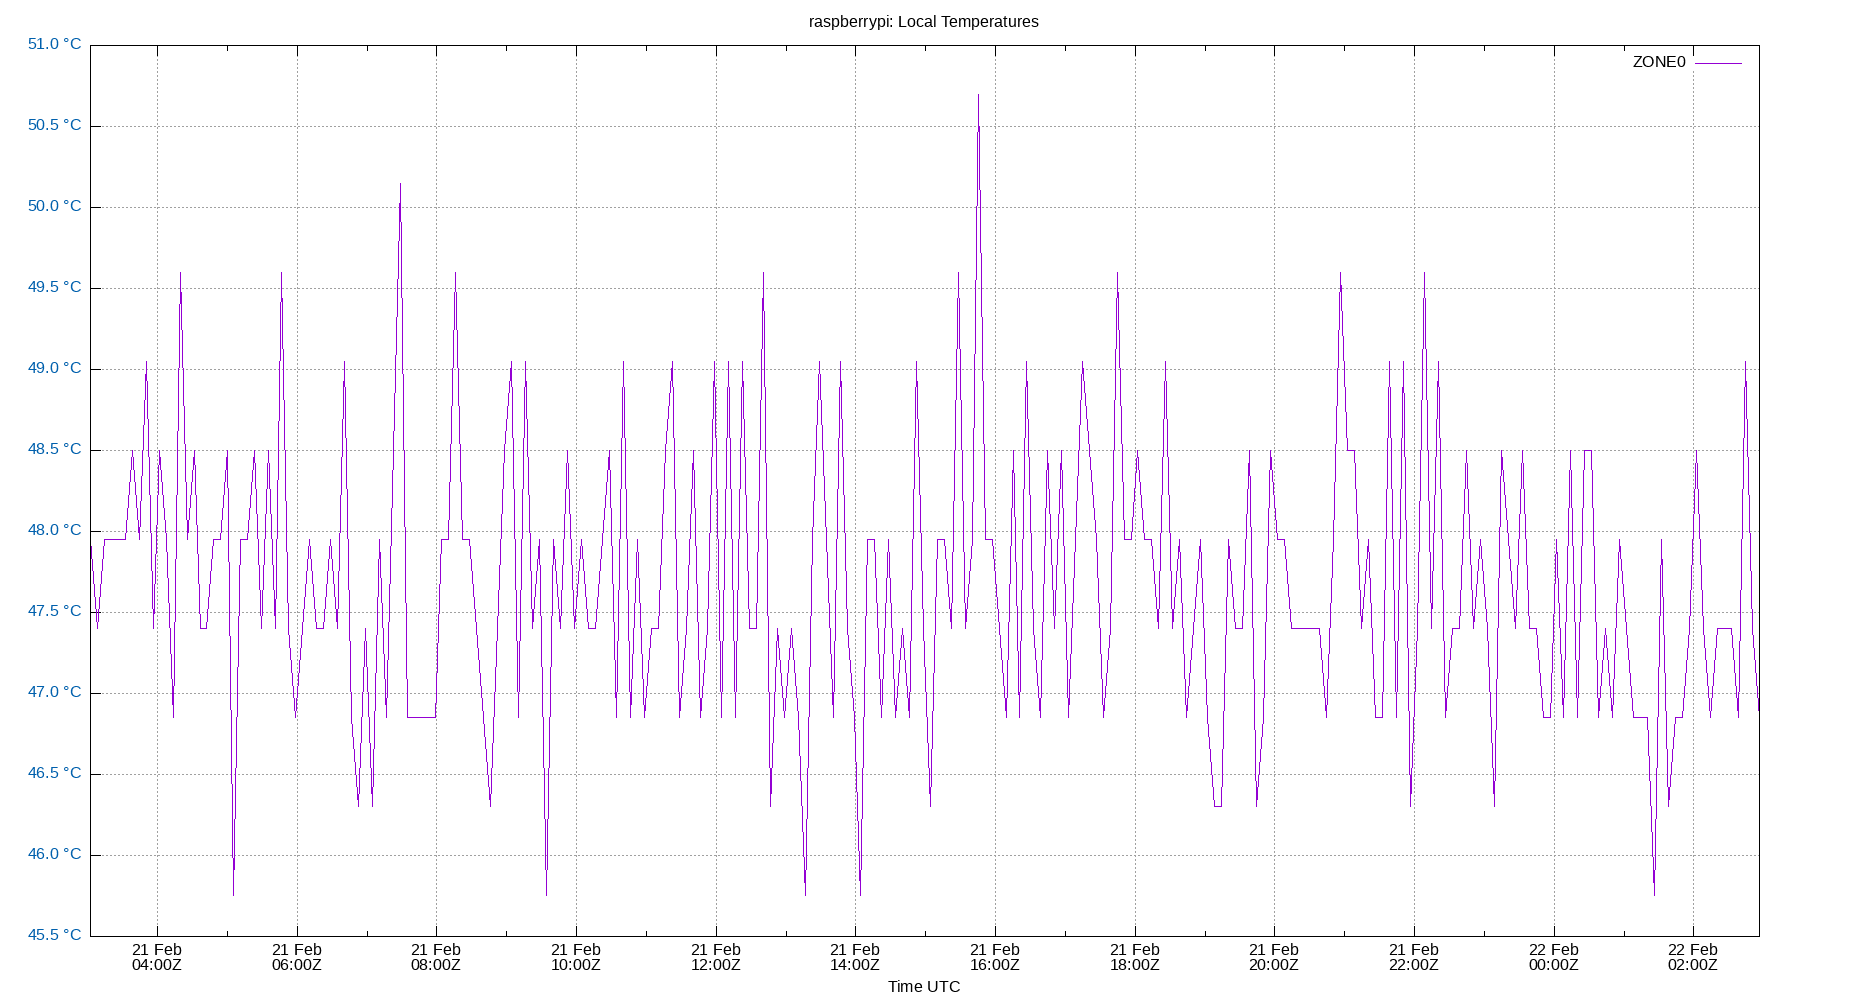 raspberrypi: Local Temperatures
51.0 °C
50.5 °C
50.0 °C
49.5 °C
49.0 °C
48.5 °C
48.0 °C
47.5 °C
47.0 °C
46.5 °C
46.0 °C
45.5 °C
ZONE0
21 Feb 21 Feb 21 Feb 21 Feb 21 Feb 21 Feb 21 Feb 21 Feb 21 Feb 21 Feb 22 Feb 22 Feb
04:00Z 06:00Z 08:00Z 10:00Z 12:00Z 14:00Z 16:00Z 18:00Z 20:00Z 22:00Z 00:00Z 02:00Z
Time UTC